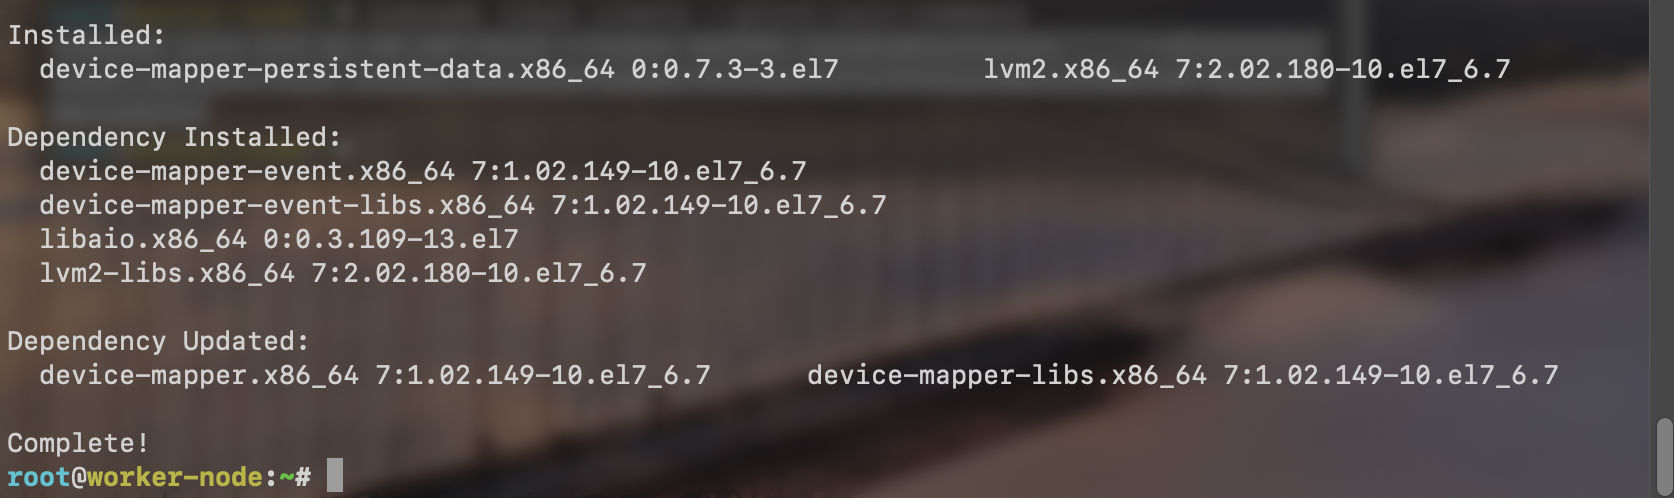 Installed:
device-mapper-persistent-data.x86_64 0:0.7.3-3.el7 lvm2.x86_64 7:2.02.180-10.el7_6.7
Dependency Installed:
device-mapper-event.x86_64 7:1.02.149-10.el7_6.7
device-mapper-event-libs.x86_64 7:1.02.149-10.el7_6.7
libaio.x86_64 0:0.3.109-13.el7
lvm2-libs.x86_64 7:2.02.180-10.el7_6.7
Dependency Updated:
device-mapper.x86_64 7:1.02.149-10.el7_6.7 device-mapper-libs.x86_64 7:1.02.149-10.el7_6.7
Complete!
root@worker-node:~#